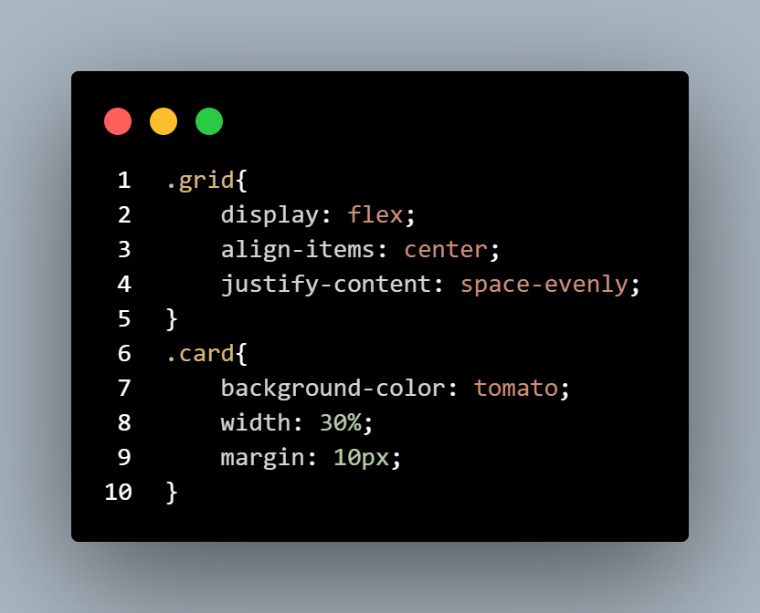 1 .grid{
2 display: flex;
3 align-items: center;
4 justify-content: space-evenly;
5 }
6 .card{
7 background-color: tomato;
8 width: 30%;
9 margin: 10px;
10 }